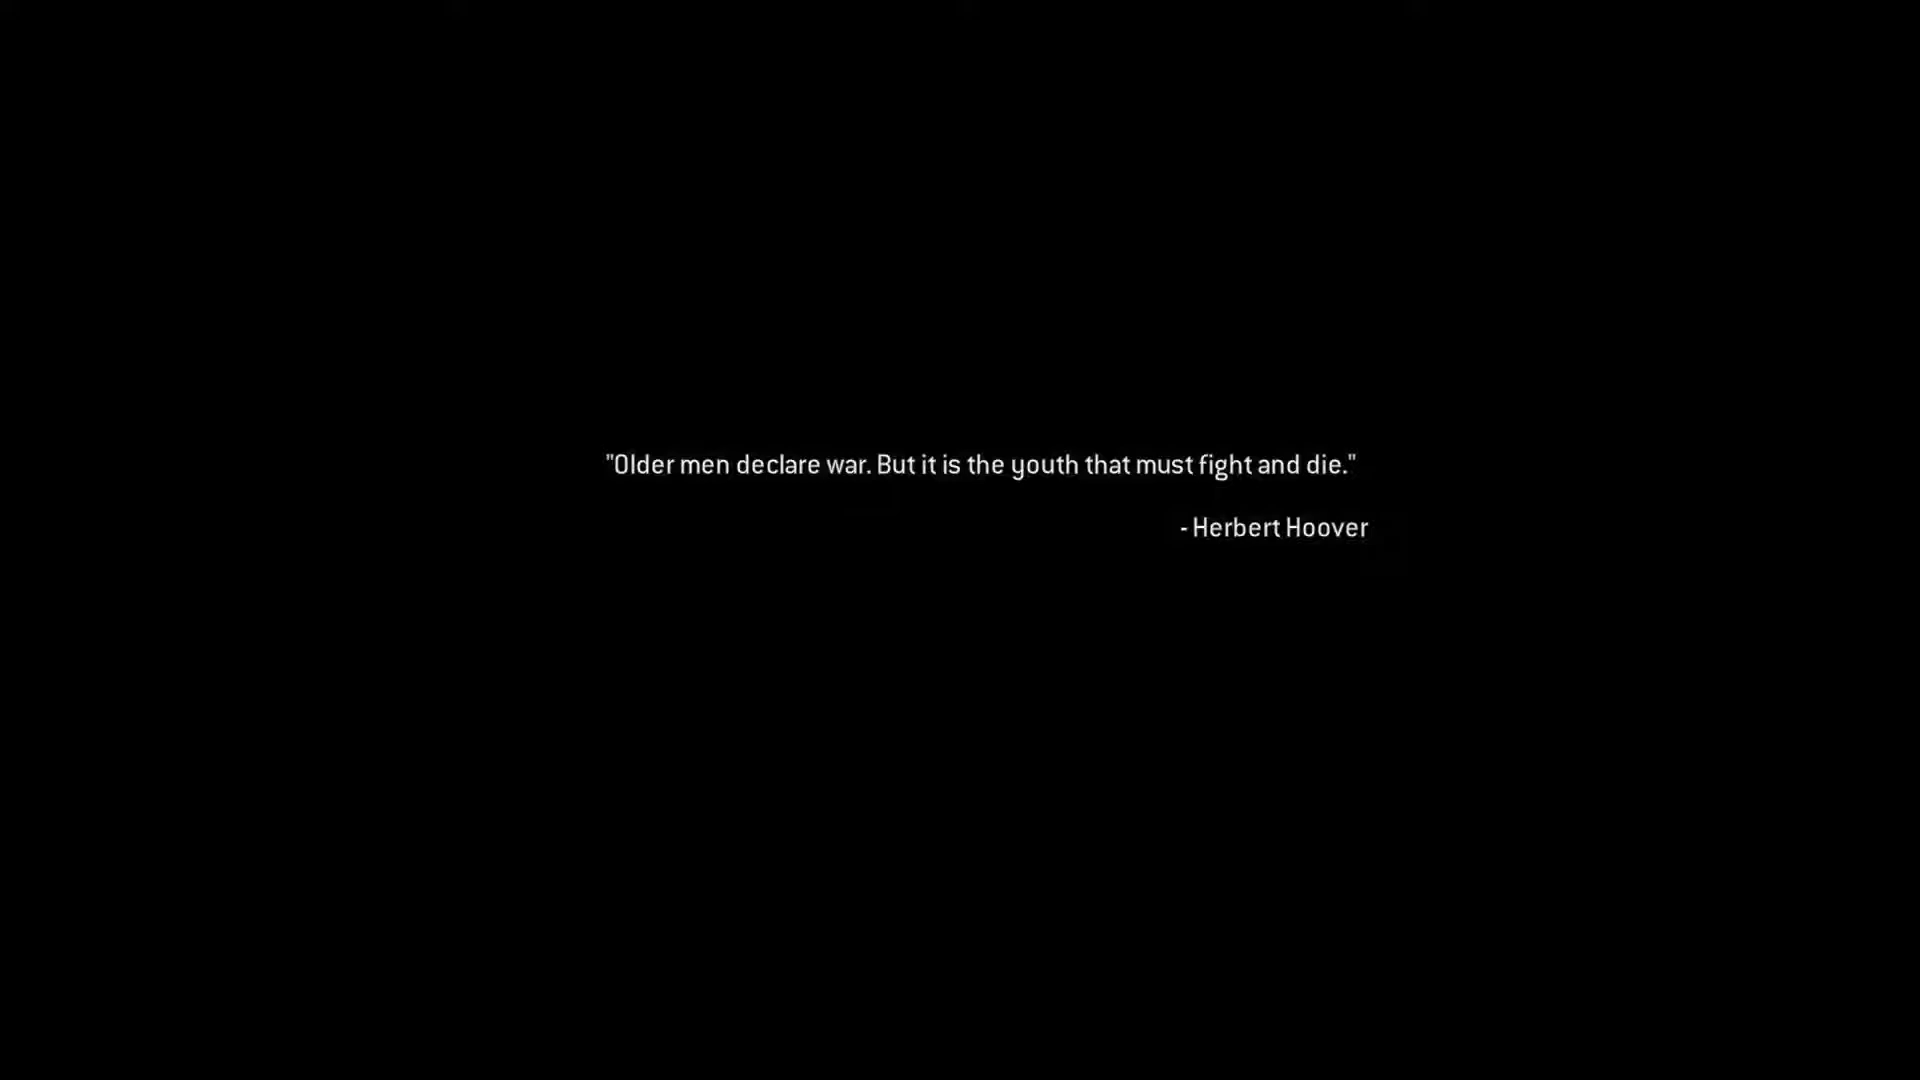 "Older men declare war. But it is the youth that must fight and die."
- Herbert Hoover